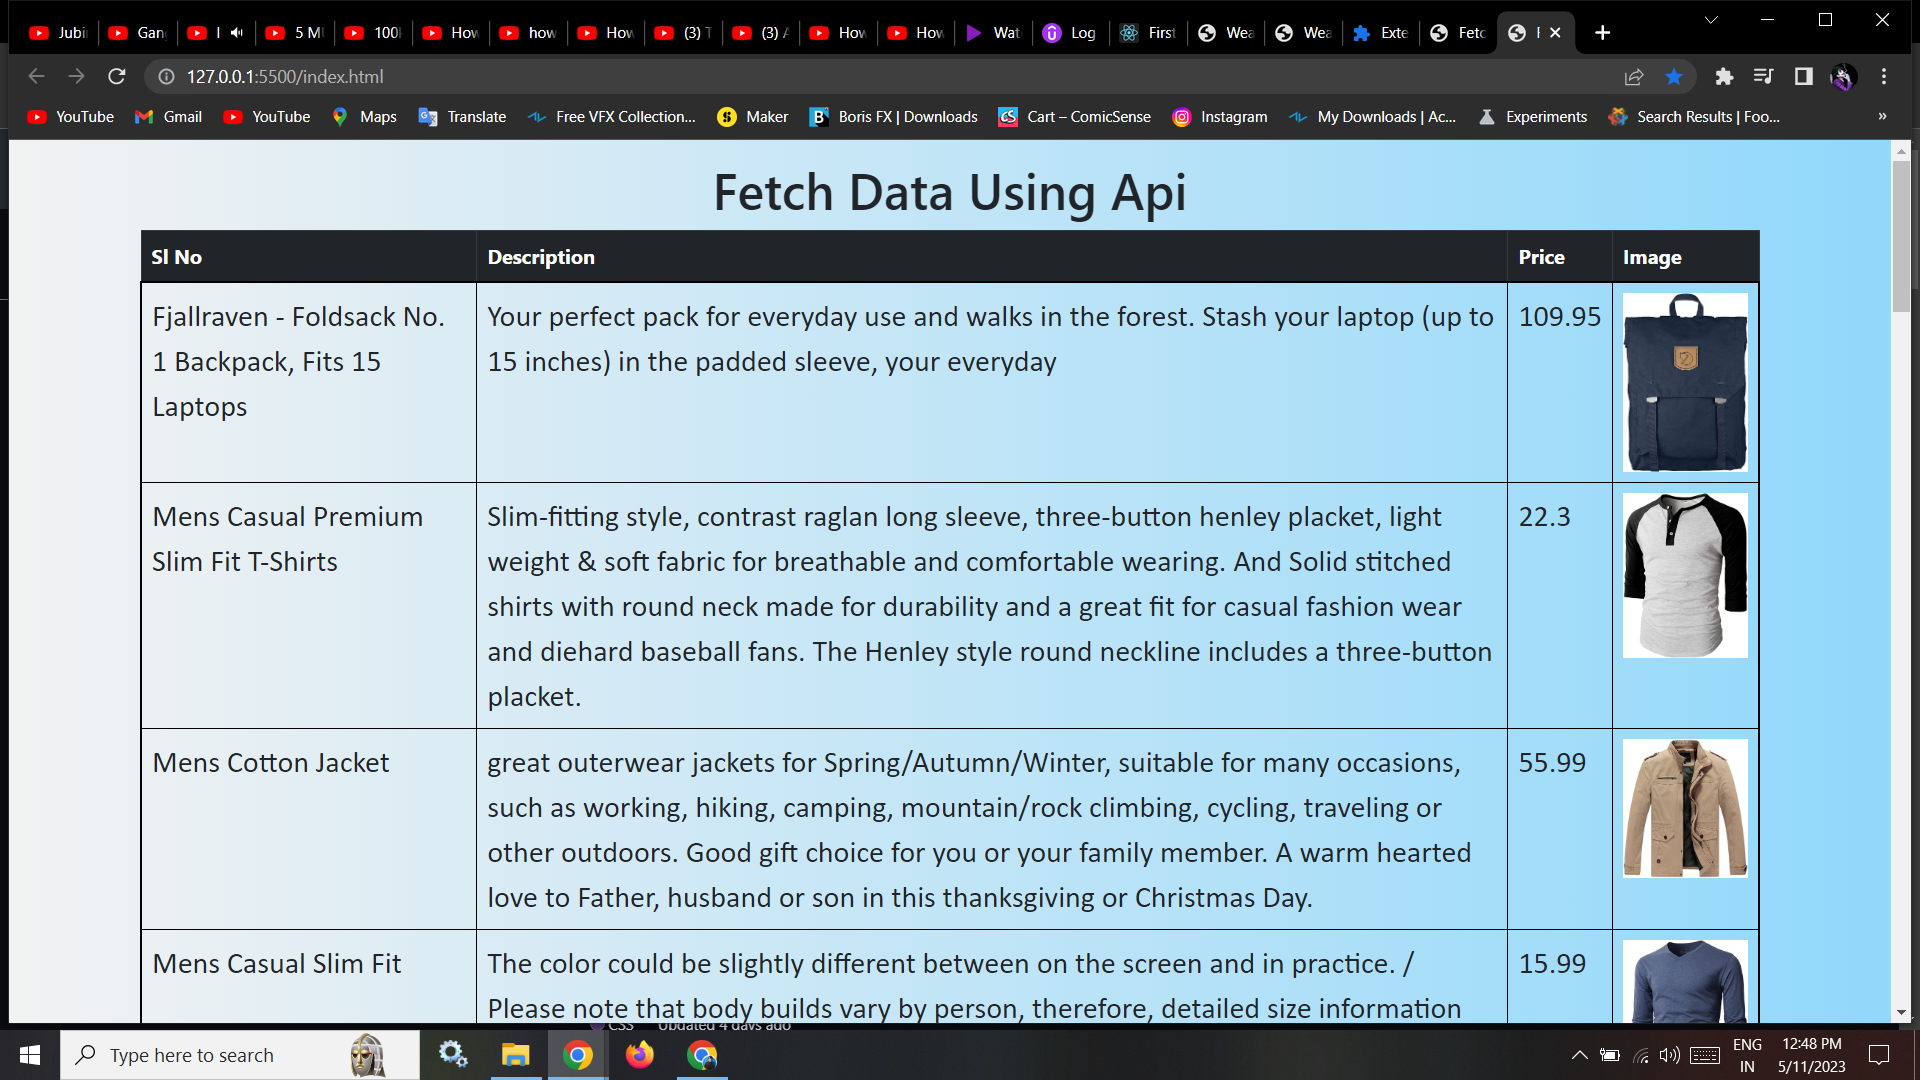 Jubi
Gan
I
5 M
100
How
how
How
(3) T
(3) A
How
How
Wat
Log
First
Wea
Wea
Exte
Fetc
F
127.0.0.1:5500/index.html
YouTube
Gmail
YouTube
Maps
Translate
Free VFX Collection...
Maker
Boris FX | Downloads
Cart – ComicSense
Instagram
My Downloads | Ac...
Experiments
Search Results | Foo...
»
Fetch Data Using Api
Sl No
Description
Price
Image
Fjallraven - Foldsack No.
1 Backpack, Fits 15
Laptops
Your perfect pack for everyday use and walks in the forest. Stash your laptop (up to
15 inches) in the padded sleeve, your everyday
109.95
Mens Casual Premium
Slim Fit T-Shirts
Slim-fitting style, contrast raglan long sleeve, three-button henley placket, light
weight & soft fabric for breathable and comfortable wearing. And Solid stitched
shirts with round neck made for durability and a great fit for casual fashion wear
and diehard baseball fans. The Henley style round neckline includes a three-button
placket.
22.3
Mens Cotton Jacket
great outerwear jackets for Spring/Autumn/Winter, suitable for many occasions,
such as working, hiking, camping, mountain/rock climbing, cycling, traveling or
other outdoors. Good gift choice for you or your family member. A warm hearted
love to Father, husband or son in this thanksgiving or Christmas Day.
55.99
Mens Casual Slim Fit
The color could be slightly different between on the screen and in practice. /
Please note that body builds vary by person, therefore, detailed size information
15.99
CSS Updated 4 days ago
Type here to search
ENG
IN
12:48 PM
5/11/2023